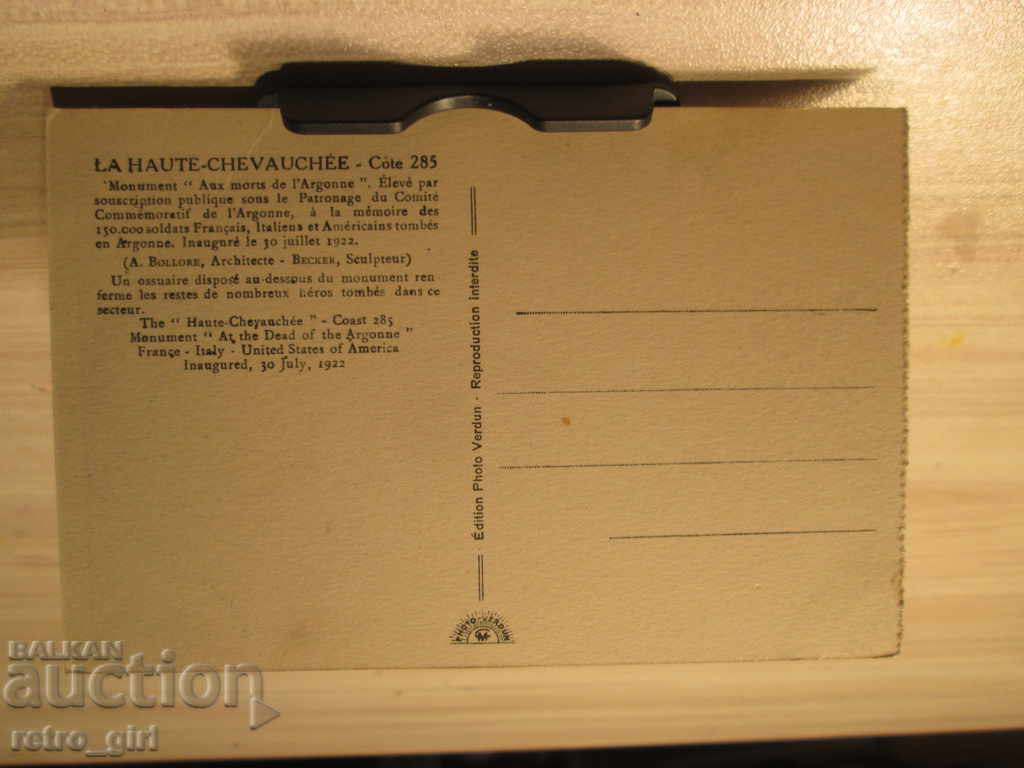 LA HAUTE-CHEVAUCHÉE - Côte 285
Monument “ Aux morts de l'Argonne ”. Élevé par
souscription publique sous le Patronage du Comité
Commémoratif de l'Argonne, à la mémoire des
150.000 soldats Français, Italiens et Américains tombés
en Argonne. Inauguré le 30 juillet 1922.
(A. BOLLORE, Architecte - BECKER, Sculpteur)
Un ossuaire disposé au-dessous du monument ren
ferme les restes de nombreux héros tombés dans ce
secteur.
The “ Haute-Chevauchée ” - Coast 285
Monument “ At the Dead of the Argonne ”
France - Italy - United States of America
Inaugured, 30 July, 1922
Édition Photo Verdun - Reproduction interdite
PHOTO-VERDUN
BALKAN
auction
retro_girl